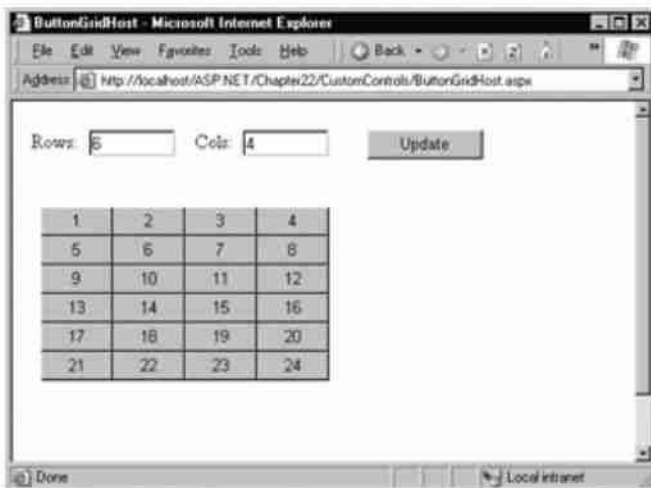 ButtonGridHost - Microsoft Internet Explorer
File Edit View Favorites Tools Help Back
Address http://localhost/ASP.NET/Chapter22/CustomControls/ButtonGridHost.aspx
Rows: 6 Cols: 4 Update
1 2 3 4
5 6 7 8
9 10 11 12
13 14 15 16
17 18 19 20
21 22 23 24
Done Local intranet